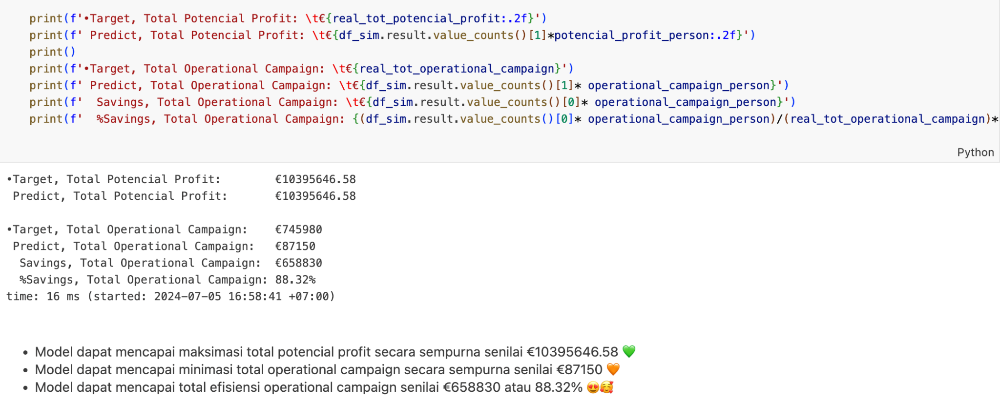 print(f'•Target, Total Potencial Profit: \t€{real_tot_potencial_profit:.2f}')
print(f' Predict, Total Potencial Profit: \t€{df_sim.result.value_counts()[1]*potencial_profit_person:.2f}')
print()
print(f'•Target, Total Operational Campaign: \t€{real_tot_operational_campaign}')
print(f' Predict, Total Operational Campaign: \t€{df_sim.result.value_counts()[1]* operational_campaign_person}')
print(f'  Savings, Total Operational Campaign: \t€{df_sim.result.value_counts()[0]* operational_campaign_person}')
print(f'  %Savings, Total Operational Campaign: {(df_sim.result.value_counts()[0]* operational_campaign_person)/(real_tot_operational_campaign)*
Python
•Target, Total Potencial Profit: €10395646.58
Predict, Total Potencial Profit: €10395646.58
•Target, Total Operational Campaign: €745980
Predict, Total Operational Campaign: €87150
Savings, Total Operational Campaign: €658830
%Savings, Total Operational Campaign: 88.32%
time: 16 ms (started: 2024-07-05 16:58:41 +07:00)
• Model dapat mencapai maksimasi total potencial profit secara sempurna senilai €10395646.58 💚
• Model dapat mencapai minimasi total operational campaign secara sempurna senilai €87150 🧡
• Model dapat mencapai total efisiensi operational campaign senilai €658830 atau 88.32% 😍🥰